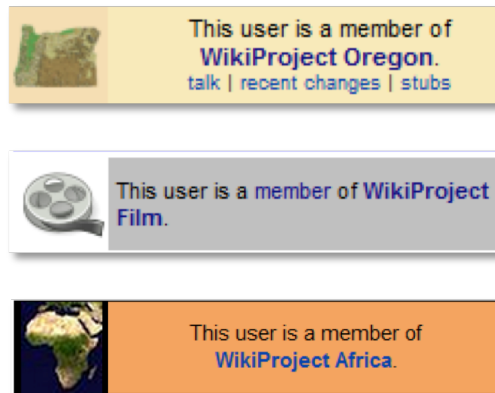 This user is a member of
WikiProject Oregon.
talk | recent changes | stubs
This user is a member of WikiProject
Film.
This user is a member of
WikiProject Africa.